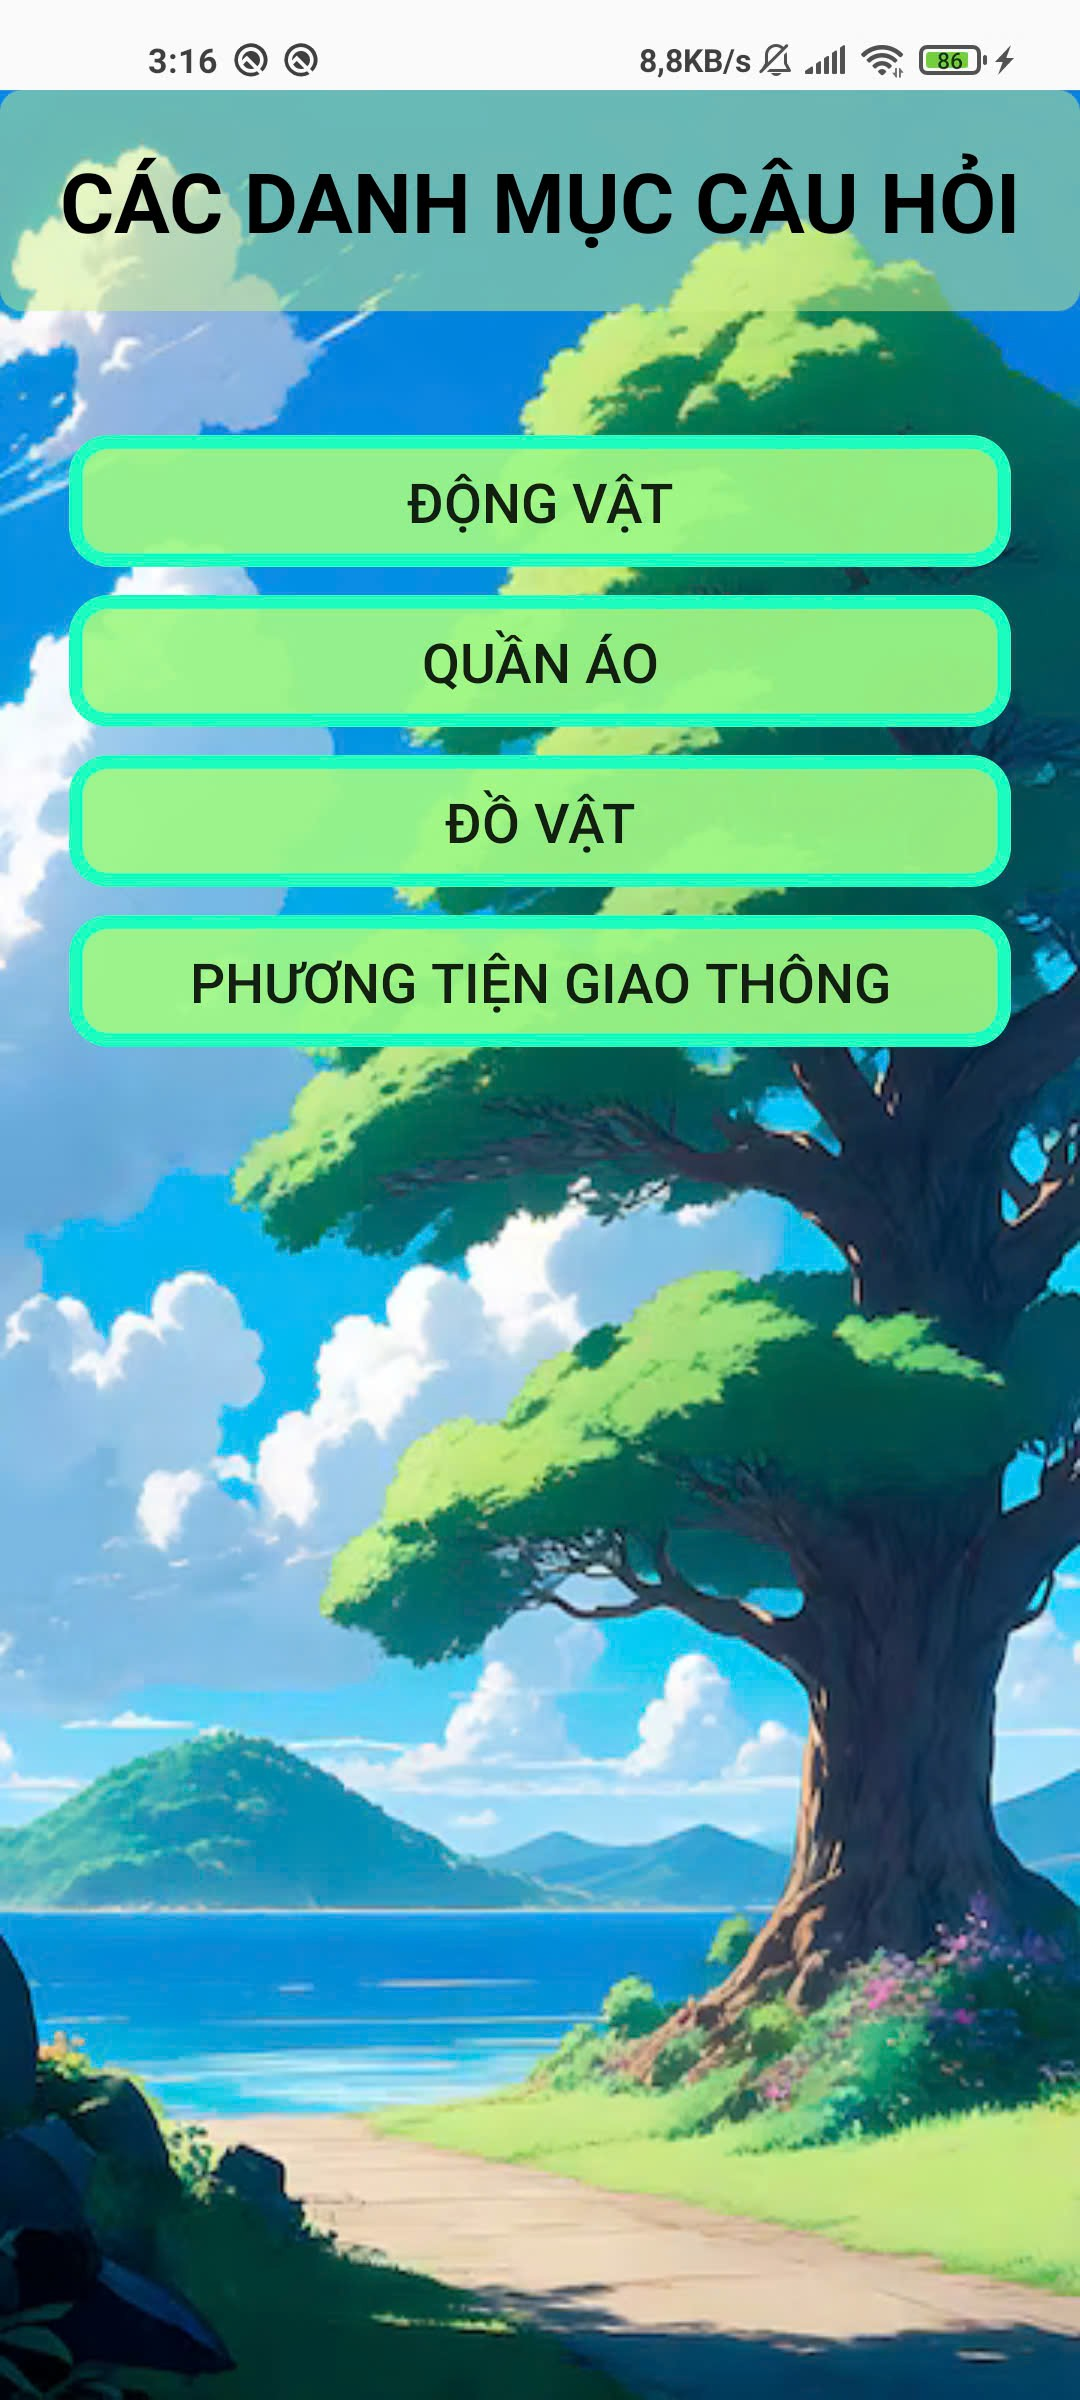 3:16 8,8KB/s 86
CÁC DANH MỤC CÂU HỎI
ĐỘNG VẬT
QUẦN ÁO
ĐỒ VẬT
PHƯƠNG TIỆN GIAO THÔNG